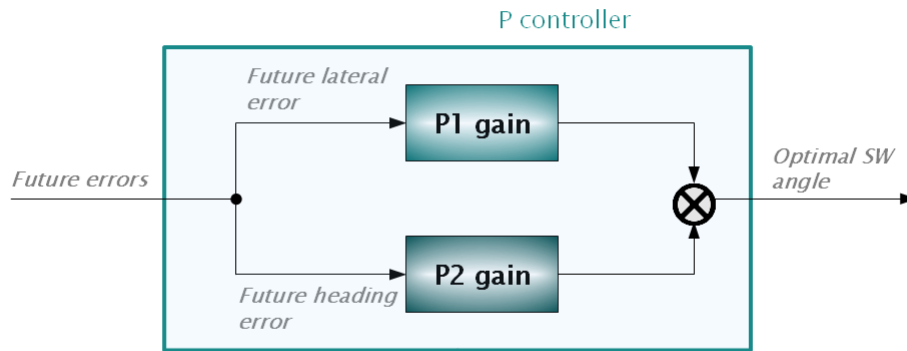 P controller
Future lateral
error
P1 gain
Future errors
Optimal SW
angle
P2 gain
Future heading
error